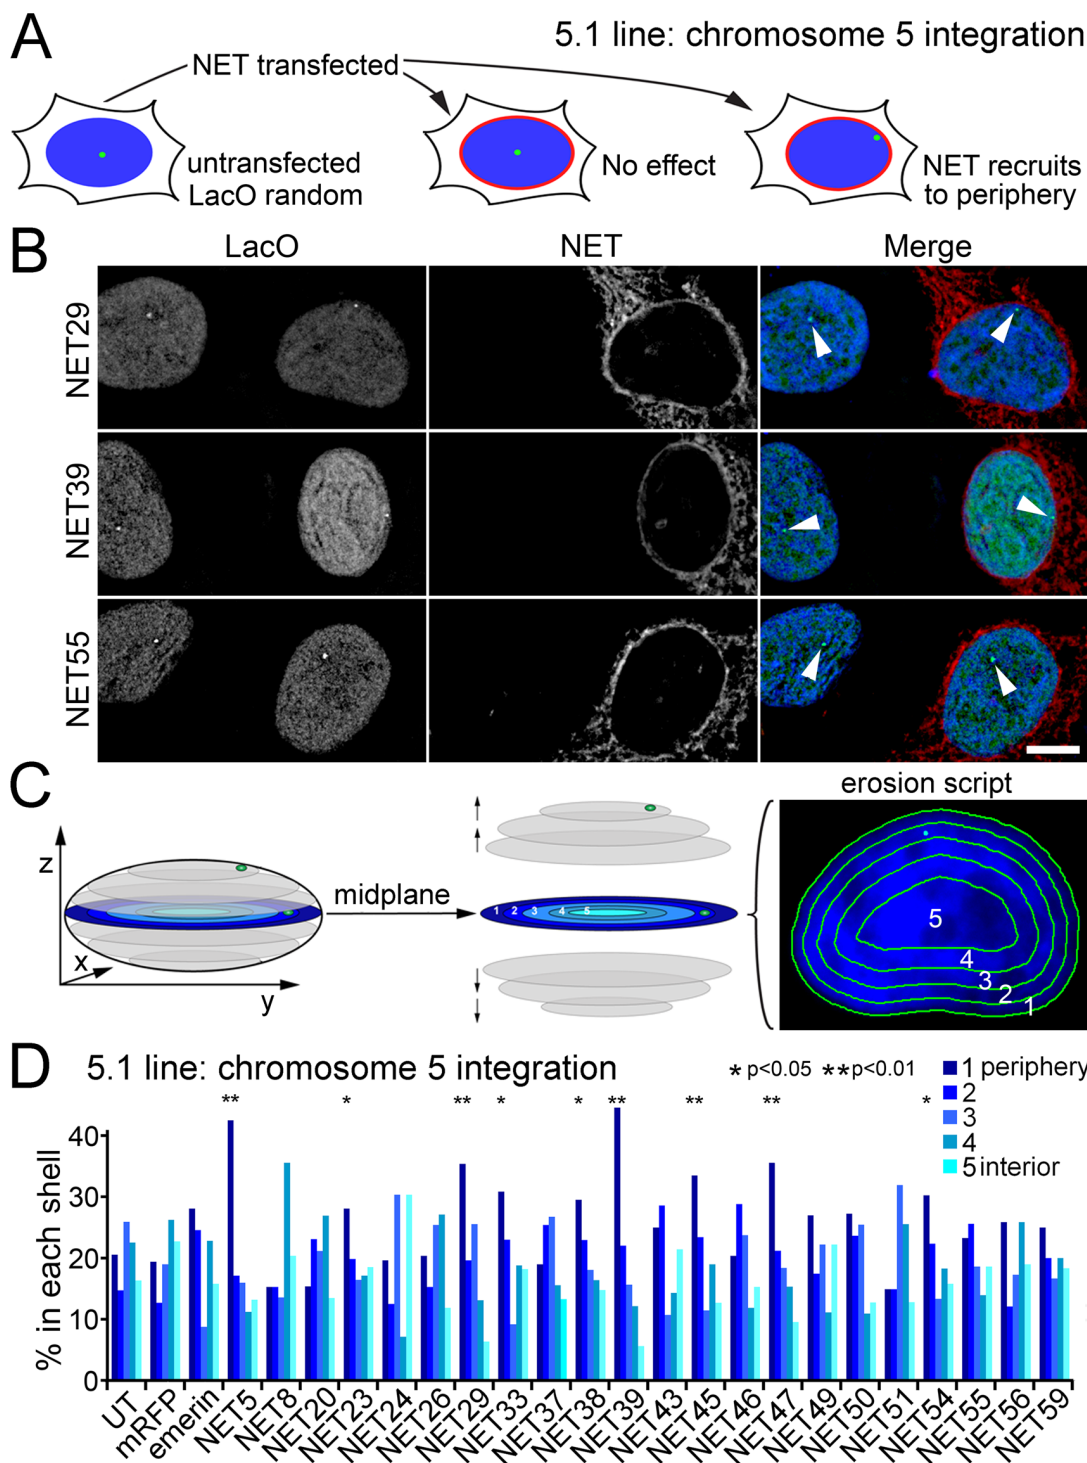 A
5.1 line: chromosome 5 integration
NET transfected
untransfected
LacO random
No effect
NET recruits
to periphery
B
LacO
NET
Merge
NET29
NET39
NET55
C
erosion script
z
x
y
midplane
1 2 3 4 5
5
4
3
2
1
D
5.1 line: chromosome 5 integration
* p<0.05 **p<0.01
1 periphery
2
3
4
5 interior
** * ** * * ** ** ** *
% in each shell
40
30
20
10
0
UT
mRFP
emerin
NET5
NET8
NET20
NET23
NET24
NET26
NET29
NET33
NET37
NET38
NET39
NET43
NET45
NET46
NET47
NET49
NET50
NET51
NET54
NET55
NET56
NET59